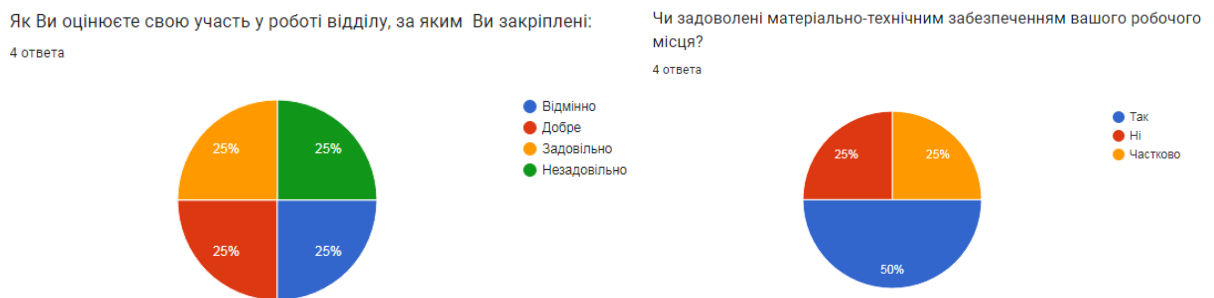 Як Ви оцінюєте свою участь у роботі відділу, за яким Ви закріплені:
4 ответа
25%
25%
25%
25%
Відмінно
Добре
Задовільно
Незадовільно
Чи задоволені матеріально-технічним забезпеченням вашого робочого
місця?
4 ответа
25%
25%
50%
Так
Ні
Частково